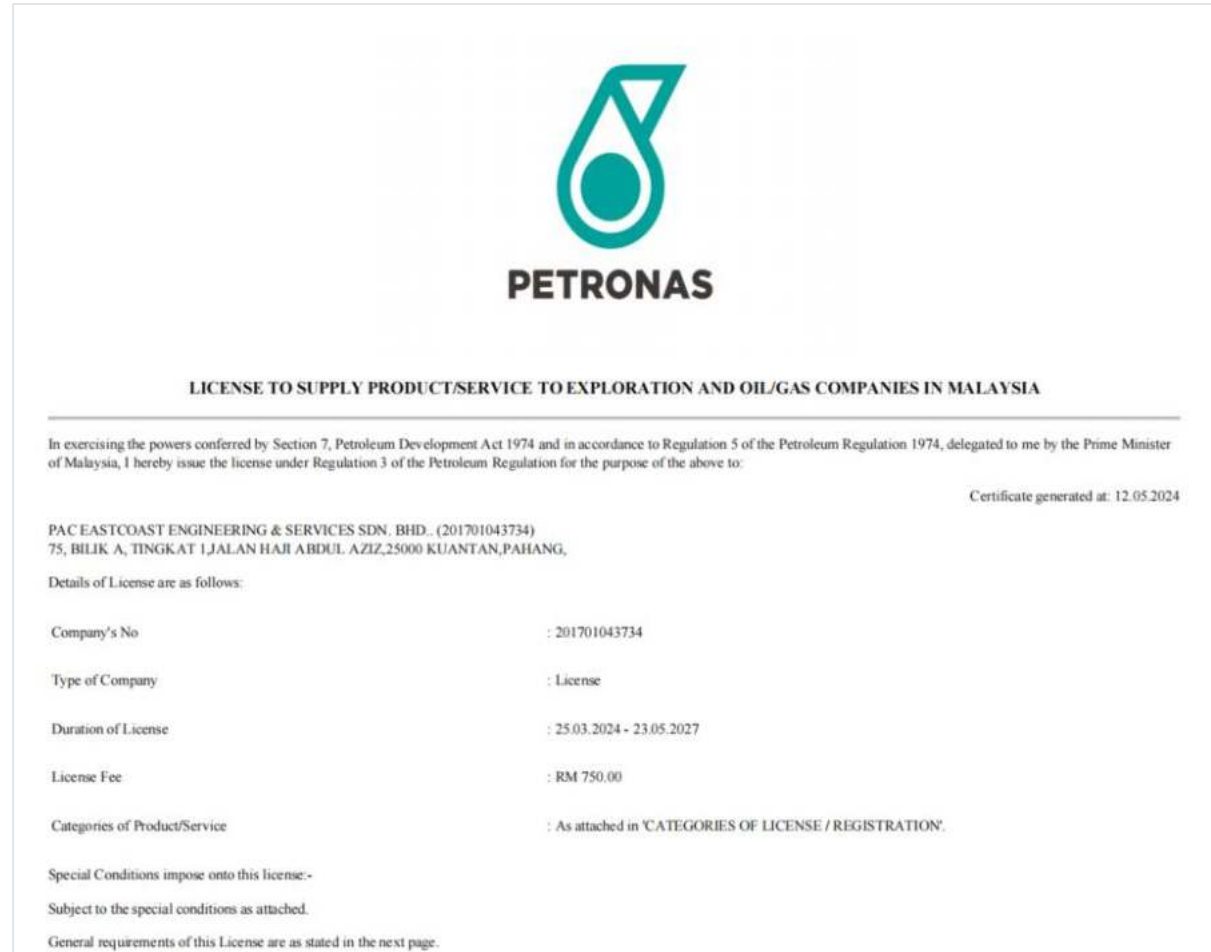 PETRONAS
LICENSE TO SUPPLY PRODUCT/SERVICE TO EXPLORATION AND OIL/GAS COMPANIES IN MALAYSIA
In exercising the powers conferred by Section 7, Petroleum Development Act 1974 and in accordance to Regulation 5 of the Petroleum Regulation 1974, delegated to me by the Prime Minister
of Malaysia, I hereby issue the license under Regulation 3 of the Petroleum Regulation for the purpose of the above to:
Certificate generated at: 12.05.2024
PAC EASTCOAST ENGINEERING & SERVICES SDN. BHD.. (201701043734)
75, BILIK A, TINGKAT 1,JALAN HAJI ABDUL AZIZ,25000 KUANTAN,PAHANG,
Details of License are as follows:
Company's No : 201701043734
Type of Company : License
Duration of License : 25.03.2024 - 23.05.2027
License Fee : RM 750.00
Categories of Product/Service : As attached in 'CATEGORIES OF LICENSE / REGISTRATION'.
Special Conditions impose onto this license:-
Subject to the special conditions as attached.
General requirements of this License are as stated in the next page.